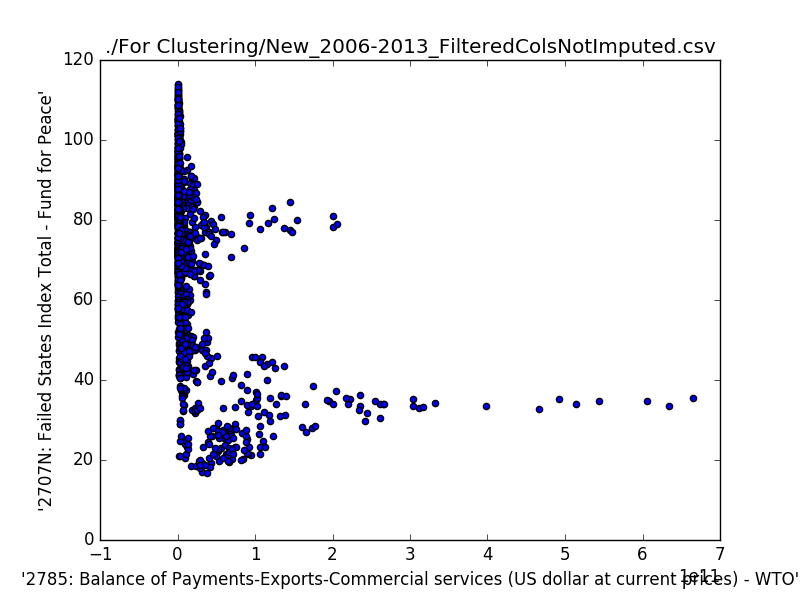 ./For Clustering/New_2006-2013_FilteredColsNotImputed.csv
120
100
80
60
40
20
0
'2707N: Failed States Index Total - Fund for Peace'
−1 0 1 2 3 4 5 6 7
1e11
'2785: Balance of Payments-Exports-Commercial services (US dollar at current prices) - WTO'